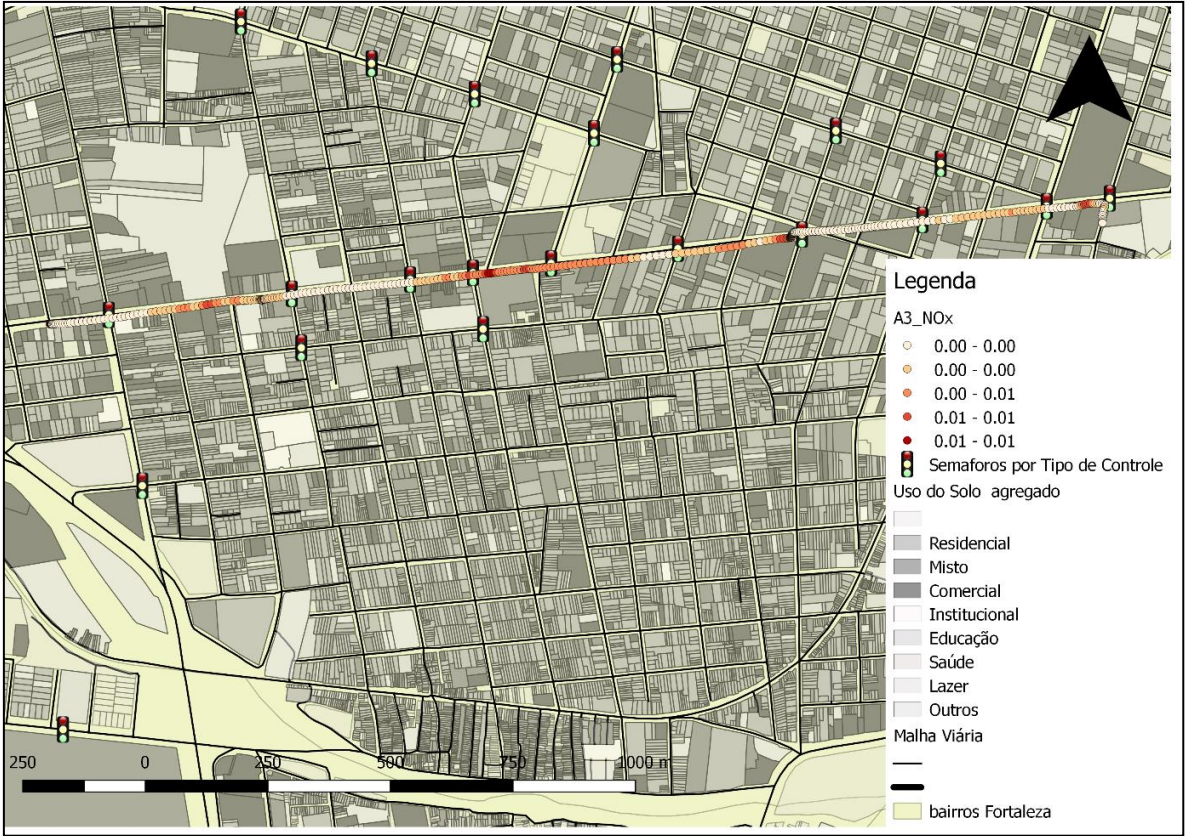 Legenda
A3_NOx
0.00 - 0.00
0.00 - 0.00
0.00 - 0.01
0.01 - 0.01
0.01 - 0.01
Semaforos por Tipo de Controle
Uso do Solo agregado
Residencial
Misto
Comercial
Institucional
Educação
Saúde
Lazer
Outros
Malha Viária
bairros Fortaleza
250 0 250 500 750 1000 m